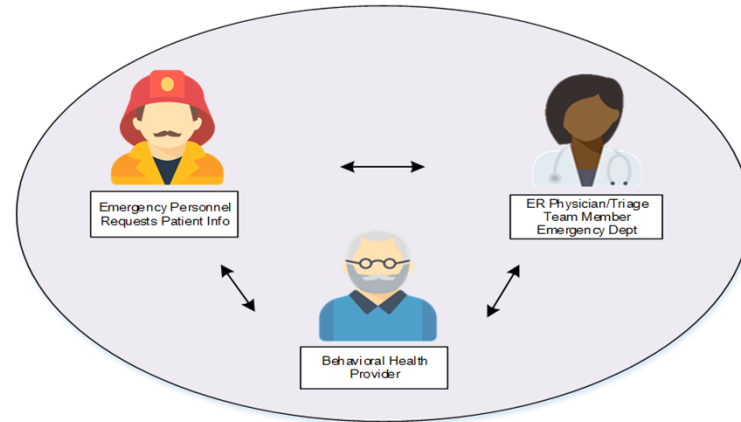 Emergency Personnel
Requests Patient Info
ER Physician/Triage
Team Member
Emergency Dept
Behavioral Health
Provider